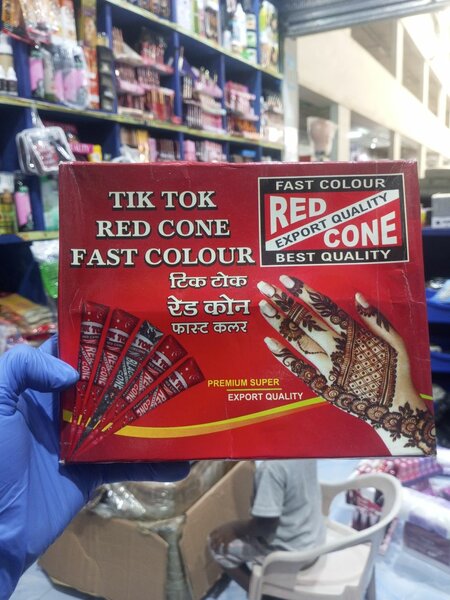 TIK TOK
RED CONE
FAST COLOUR
टिक टोक
रेड कोन
फास्ट कलर
FAST COLOUR
RED
EXPORT QUALITY
CONE
BEST QUALITY
PREMIUM SUPER
EXPORT QUALITY